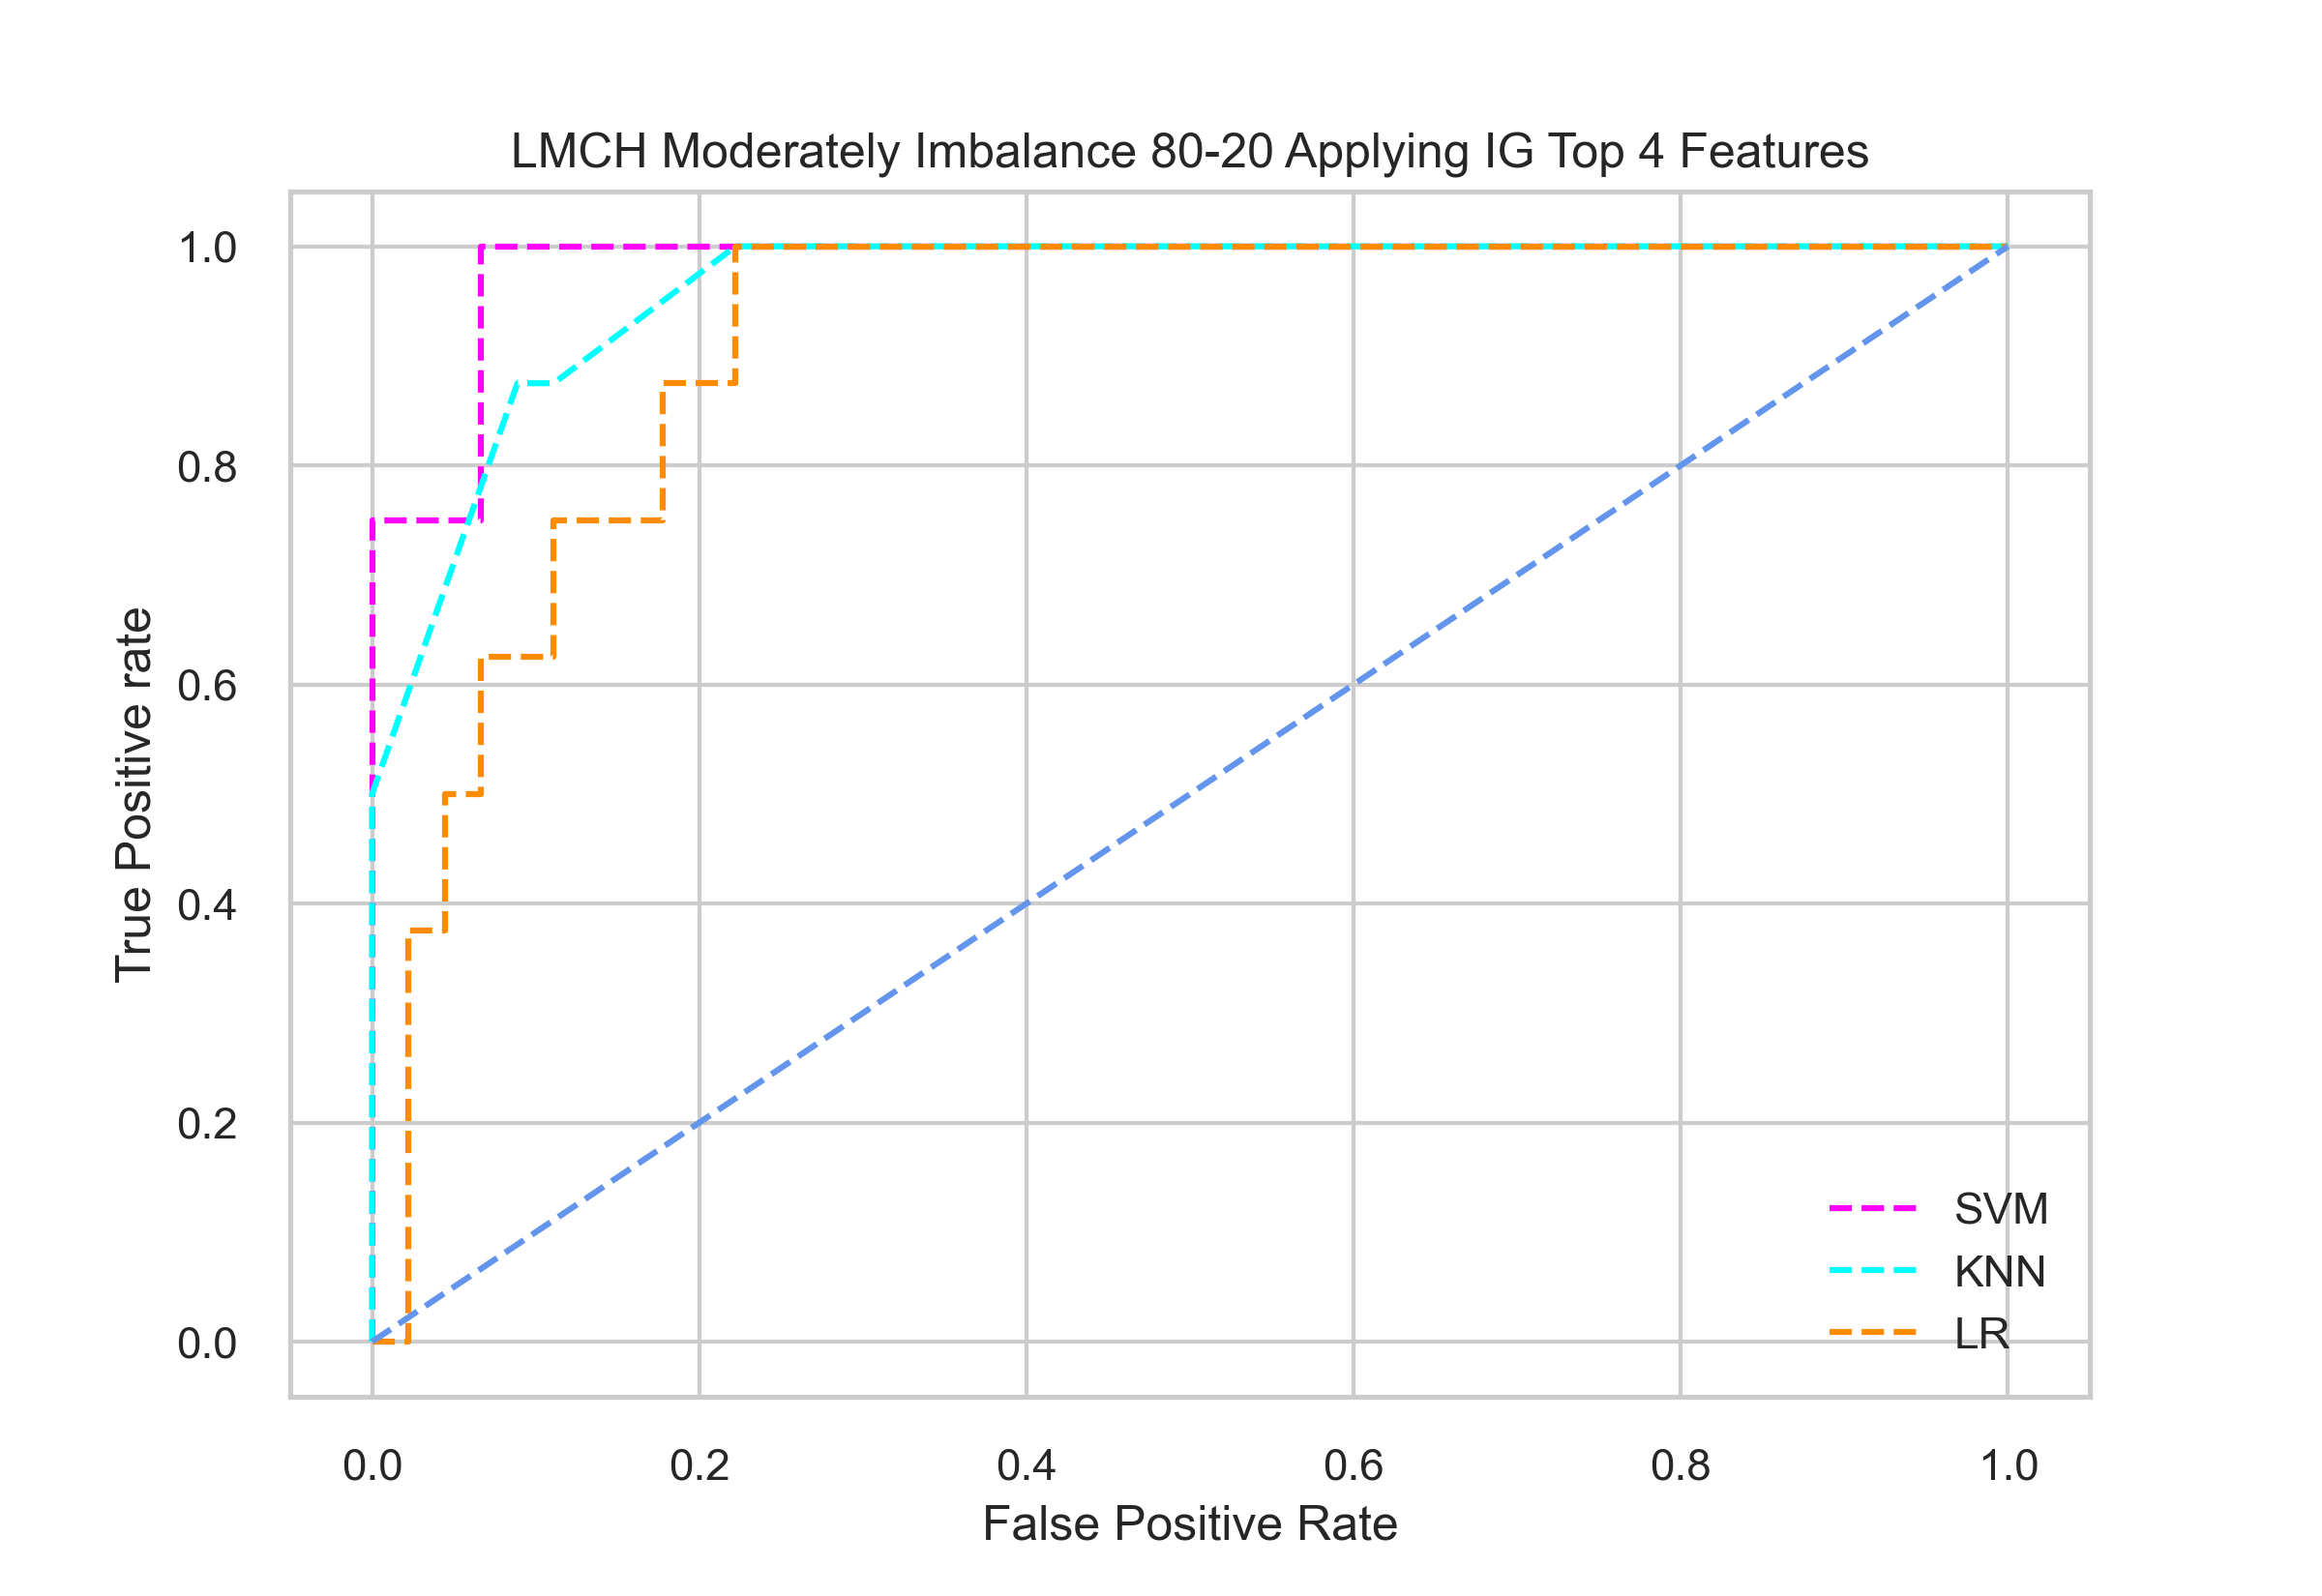 LMCH Moderately Imbalance 80-20 Applying IG Top 4 Features
1.0
0.8
0.6
0.4
0.2
0.0
True Positive rate
SVM
KNN
LR
0.0 0.2 0.4 0.6 0.8 1.0
False Positive Rate